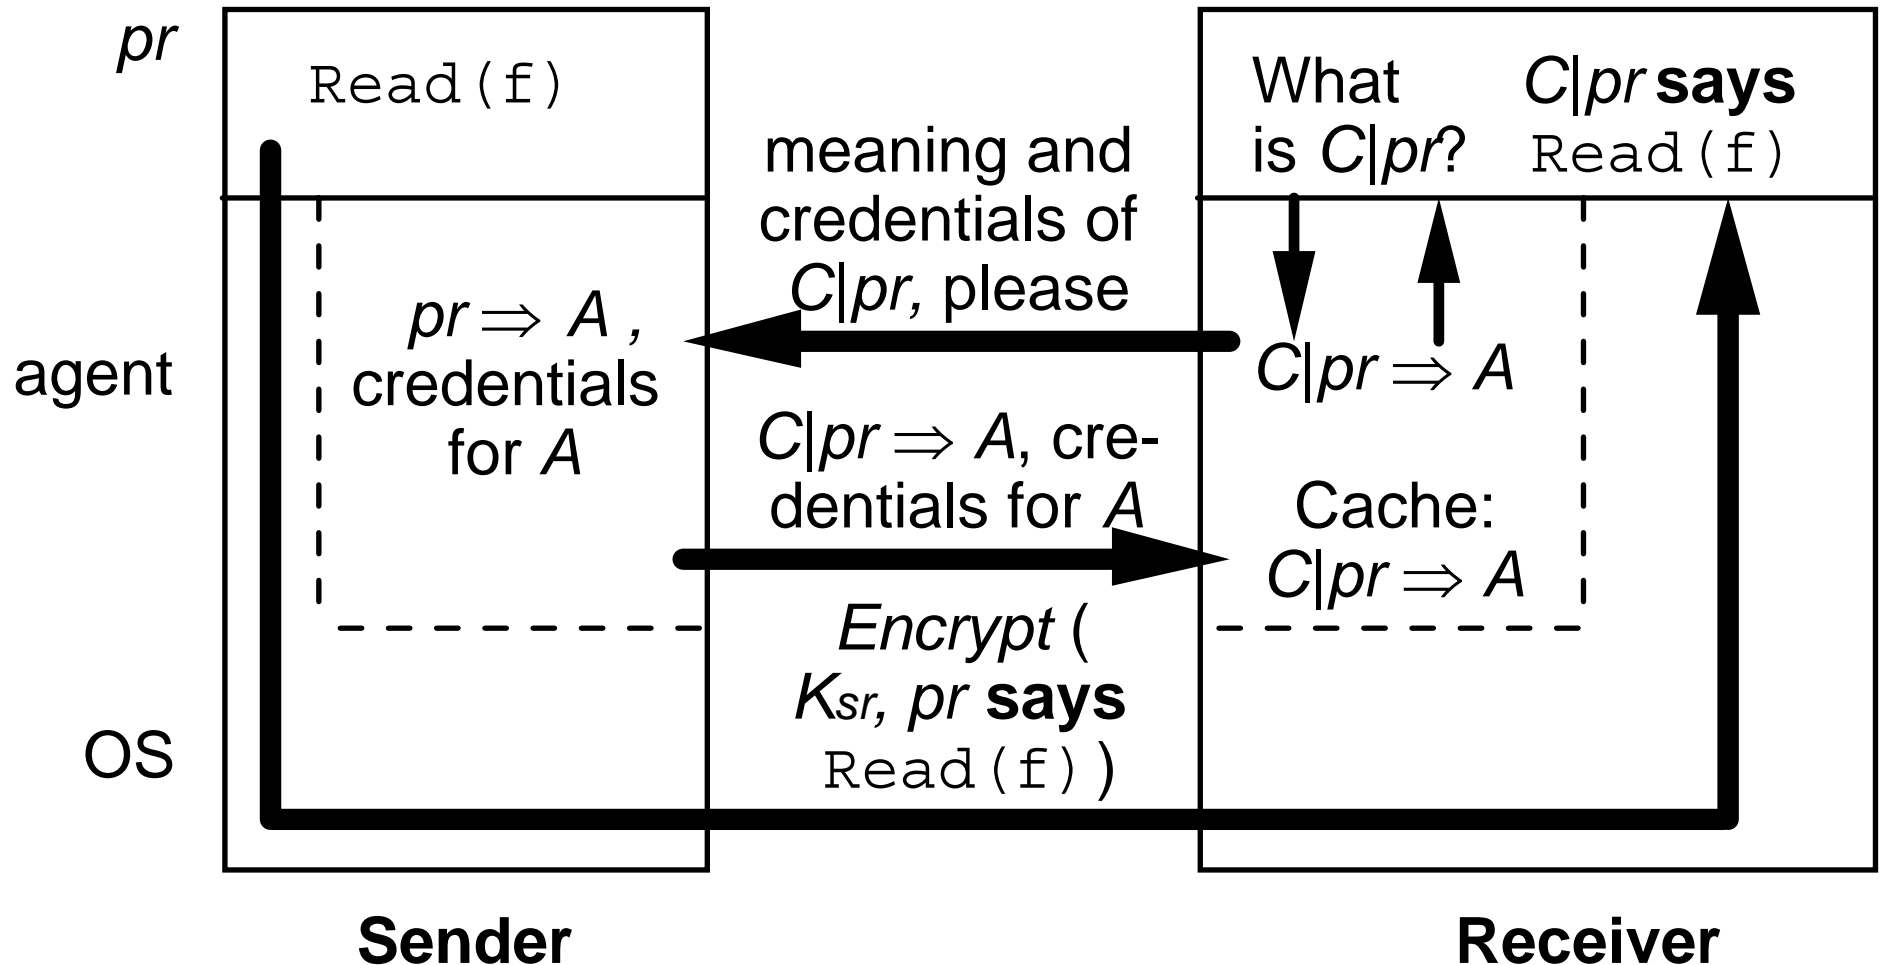 pr
Read(f)
What
is C|pr?
C|pr says
Read(f)
meaning and
credentials of
C|pr, please
pr ⇒ A ,
credentials
for A
agent
C|pr ⇒ A
C|pr ⇒ A, cre-
dentials for A
Cache:
C|pr ⇒ A
Encrypt (
Ksr, pr says
Read(f))
OS
Sender
Receiver